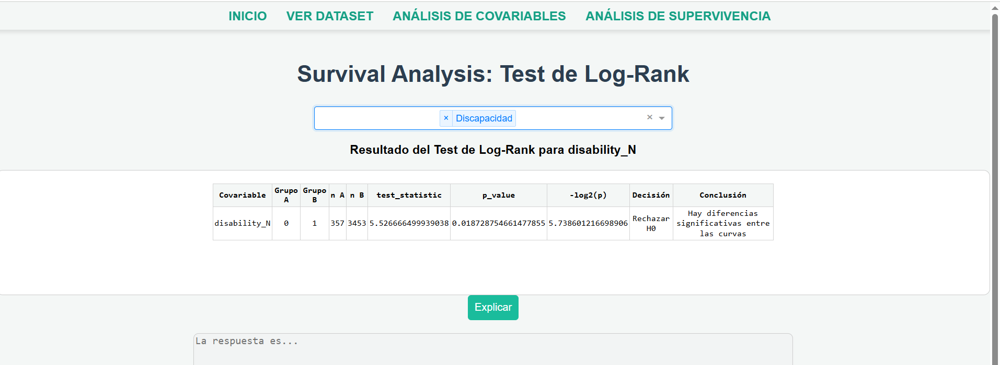 INICIO VER DATASET ANÁLISIS DE COVARIABLES ANÁLISIS DE SUPERVIVENCIA
Survival Analysis: Test de Log-Rank
× Discapacidad ×
Resultado del Test de Log-Rank para disability_N
Covariable Grupo A Grupo B n A n B test_statistic p_value -log2(p) Decisión Conclusión
disability_N 0 1 357 3453 5.526666499939038 0.018728754661477855 5.738601216698906 Rechazar H0 Hay diferencias significativas entre las curvas
Explicar
La respuesta es...